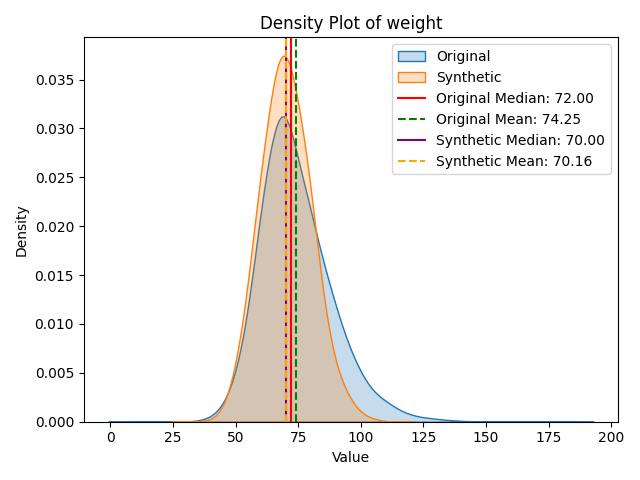 Density Plot of weight
Original
Synthetic
Original Median: 72.00
Original Mean: 74.25
Synthetic Median: 70.00
Synthetic Mean: 70.16
Density
0.035
0.030
0.025
0.020
0.015
0.010
0.005
0.000
0 25 50 75 100 125 150 175 200
Value